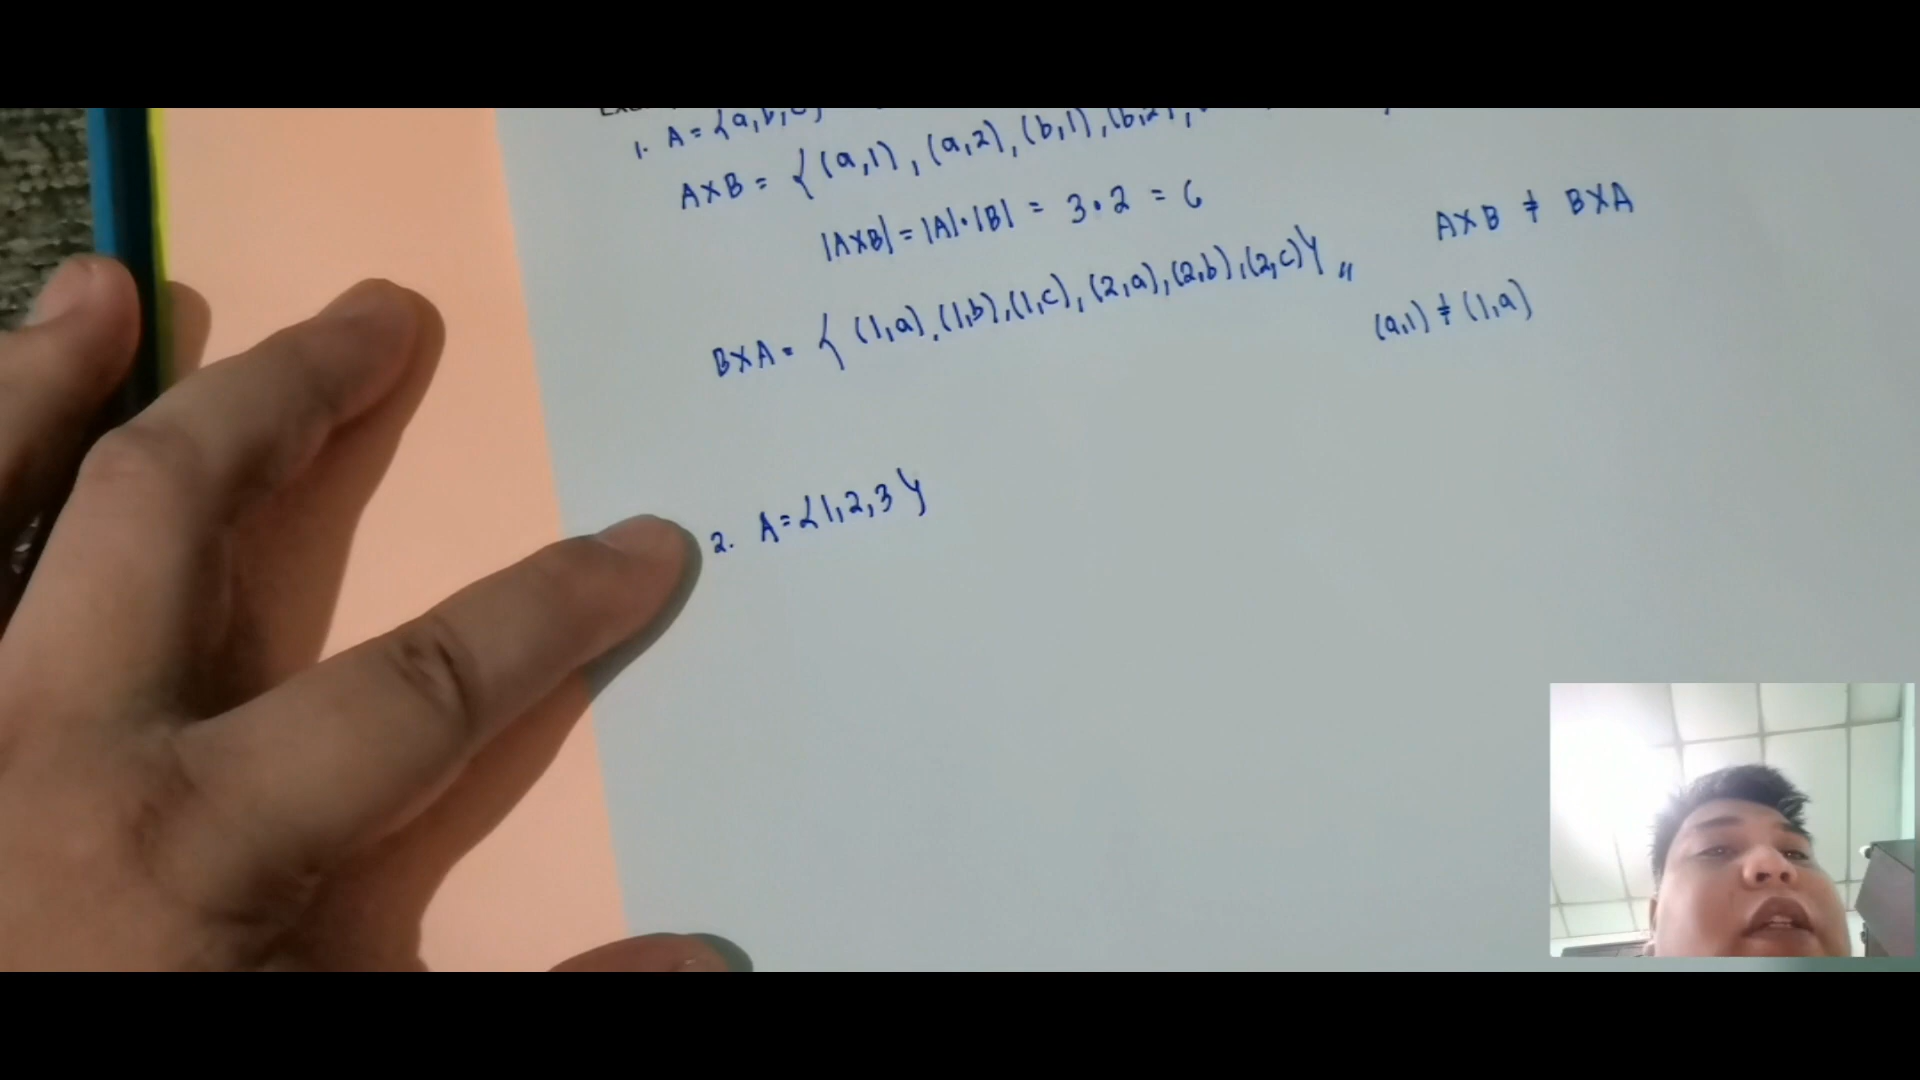 1. A = {a,b,c}
A×B = {(a,1), (a,2), (b,1), (b,2),
|A×B| = |A|·|B| = 3·2 = 6
A×B ≠ B×A
B×A = {(1,a),(1,b),(1,c),(2,a),(2,b),(2,c)}
(a,1) ≠ (1,a)
2. A={1,2,3}